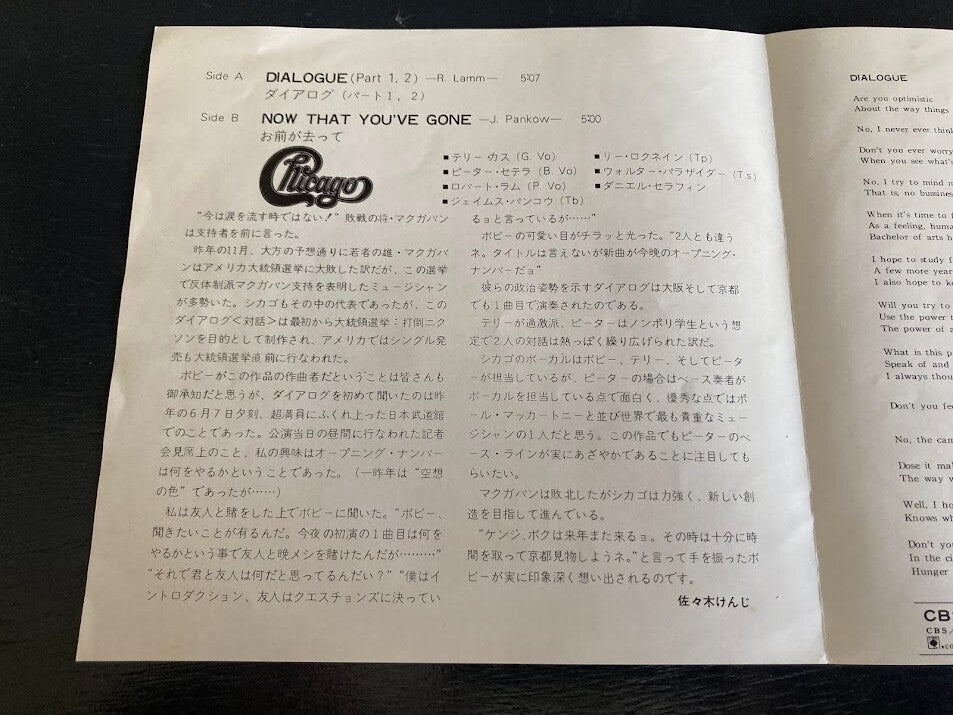 Side A DIALOGUE (Part 1, 2) —R. Lamm— 5:07
ダイアログ (パート1, 2)
Side B NOW THAT YOU'VE GONE —J. Pankow— 5:00
お前が去って
Chicago
■テリー・カス (G. Vo)
■ピーター・セテラ (B. Vo)
■ロバート・ラム (P. Vo)
■ジェイムス・パンコウ (Tb)
■リー・ロクネイン (Tp)
■ウォルター・パラザイダー (T.s)
■ダニエル・セラフィン
“今は涙を流す時ではない!” 敗戦の将・マクガバン
は支持者を前に言った。
昨年の11月、大方の予想通りに若者の雄・マクガ
バンはアメリカ大統領選挙に大敗した訳だが、この選挙
で反体制派マクガバン支持を表明したミュージシャン
が多勢いた。シカゴもその中の代表であったが、この
ダイアログ<対話>は最初から大統領選挙;打倒ニク
ソンを目的として制作され、アメリカではシングル発
売も大統領選挙直前に行なわれた。
ボビーがこの作品の作曲者だということは皆さんも
御承知だと思うが、ダイアログを初めて聞いたのは昨
年の6月7日夕刻、超満員にふくれ上った日本武道館
でのことであった。公演当日の昼間に行なわれた記者
会見席上のこと、私の興味はオープニング・ナンバー
は何をやるかということであった。(一昨年は“空想
の色”であったが……)
私は友人と賭をした上でボビーに聞いた。“ボビー、
聞きたいことが有るんだ。今夜の初演の1曲目は何を
やるかという事で友人と晩メシを賭けたんだが………”
“それで君と友人は何だと思ってるんだい?”“僕はイ
ントロダクション、友人はクエスチョンズに決ってい
るョと言っているが……”
ボビーの可愛い目がチラッと光った。“2人とも違う
ネ。タイトルは言えないが新曲が今晩のオープニング・
ナンバーだョ”
彼らの政治姿勢を示すダイアログは大阪そして京都
でも1曲目で演奏されたのである。
テリーが過激派、ピーターはノンポリ学生という想
定で2人の対話は熱っぽく繰り広げられた訳だ。
シカゴのボーカルはボビー、テリー、そしてピータ
ーが担当しているが、ピーターの場合はベース奏者が
ボーカルを担当している点で面白く、優秀な点ではポ
ール・マッカートニーと並び世界で最も貴重なミュー
ジシャンの1人だと思う。この作品でもピーターのベ
ース・ラインが実にあざやかであることに注目しても
らいたい。
マクガバンは敗北したがシカゴは力強く、新しい創
造を目指して進んでいる。
“ケンジ、ボクは来年また来るョ。その時は十分に時
間を取って京都見物しようネ。”と言って手を振ったボ
ビーが実に印象深く想い出されるのです。
佐々木けんじ
DIALOGUE
Are you optimistic
About the way things
No, I never ever think
Don't you ever worry
When you see what's
No, I try to mind m
That is, no bussines
When it's time to f
As a feeling, huma
Bachelor of arts h
I hope to study f
A few more year
I also hope to ke
Will you try to
Use the power t
The power of a
What is this p
Speak of and
I always thou
Don't you fe
No, the cam
Dose it mak
The way w
Well, I ho
Knows wh
Don't yo
In the ci
Hunger
CBS
CBS/